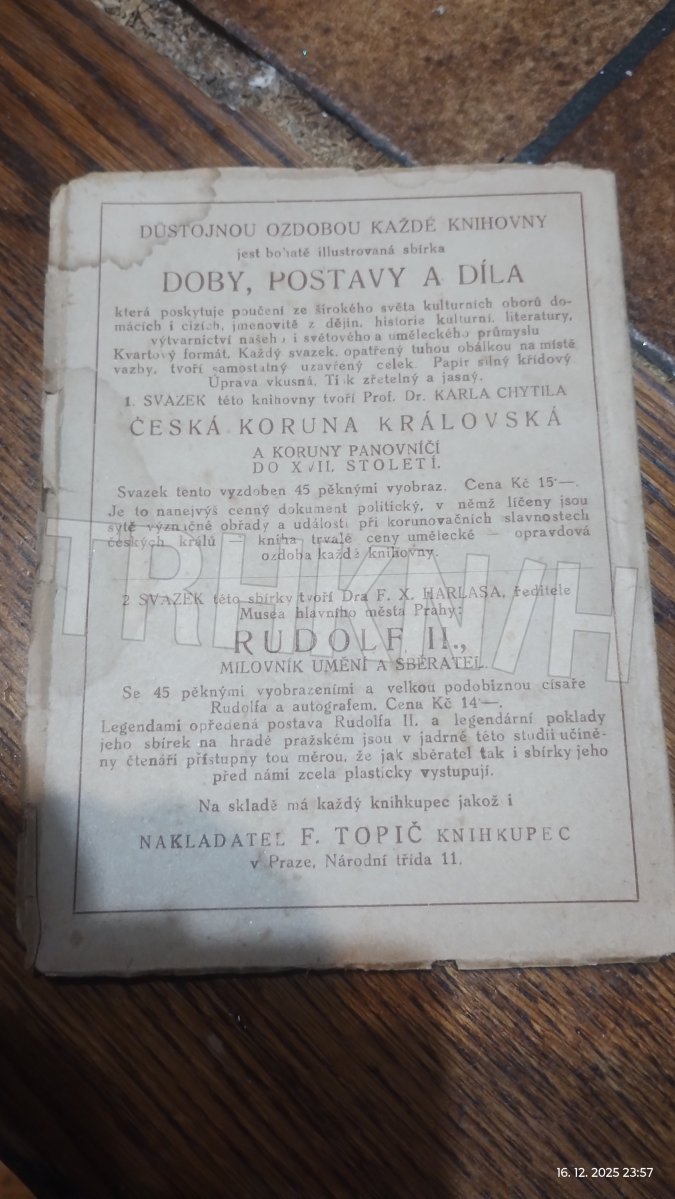 DŮSTOJNOU OZDOBOU KAŽDÉ KNIHOVNY
jest bohatě illustrovaná sbírka
DOBY, POSTAVY A DÍLA
která poskytuje poučení ze širokého světa kulturních oborů do-
mácích i cizích, jmenovitě z dějin, historie kulturní, literatury,
výtvarnictví našeho i světového a uměleckého průmyslu
Kvartový formát. Každý svazek, opatřený tuhou obálkou na místě
vazby, tvoří samostatný uzavřený celek. Papír silný křídový
Úprava vkusná. Tisk zřetelný a jasný.
1. SVAZEK této knihovny tvoří Prof. Dr. KARLA CHYTILA
ČESKÁ KORUNA KRÁLOVSKÁ
A KORUNY PANOVNÍČÍ
DO XVII. STOLETÍ.
Svazek tento vyzdoben 45 pěknými vyobraz. Cena Kč 15·—.
Je to nanejvýš cenný dokument politický, v němž líčeny jsou
sytě význačné obřady a události při korunovačních slavnostech
českých králů — kniha trvalé ceny umělecké — opravdová
ozdoba každé knihovny.
2 SVAZEK této sbírky tvoří Dra F. X. HARLASA, ředitele
Musea hlavního města Prahy:
RUDOLF II.,
MILOVNÍK UMĚNÍ A SBĚRATEL.
Se 45 pěknými vyobrazeními a velkou podobiznou císaře
Rudolfa a autografem. Cena Kč 14·—.
Legendami opředená postava Rudolfa II. a legendární poklady
jeho sbírek na hradě pražském jsou v jadrné této studii učině-
ny čtenáři přístupny tou měrou, že jak sběratel tak i sbírky jeho
před námi zcela plasticky vystupují.
Na skladě má každý knihkupec jakož i
NAKLADATEL F. TOPIČ KNIHKUPEC
v Praze, Národní třída 11.
TRHKNIH
16. 12. 2025 23:57